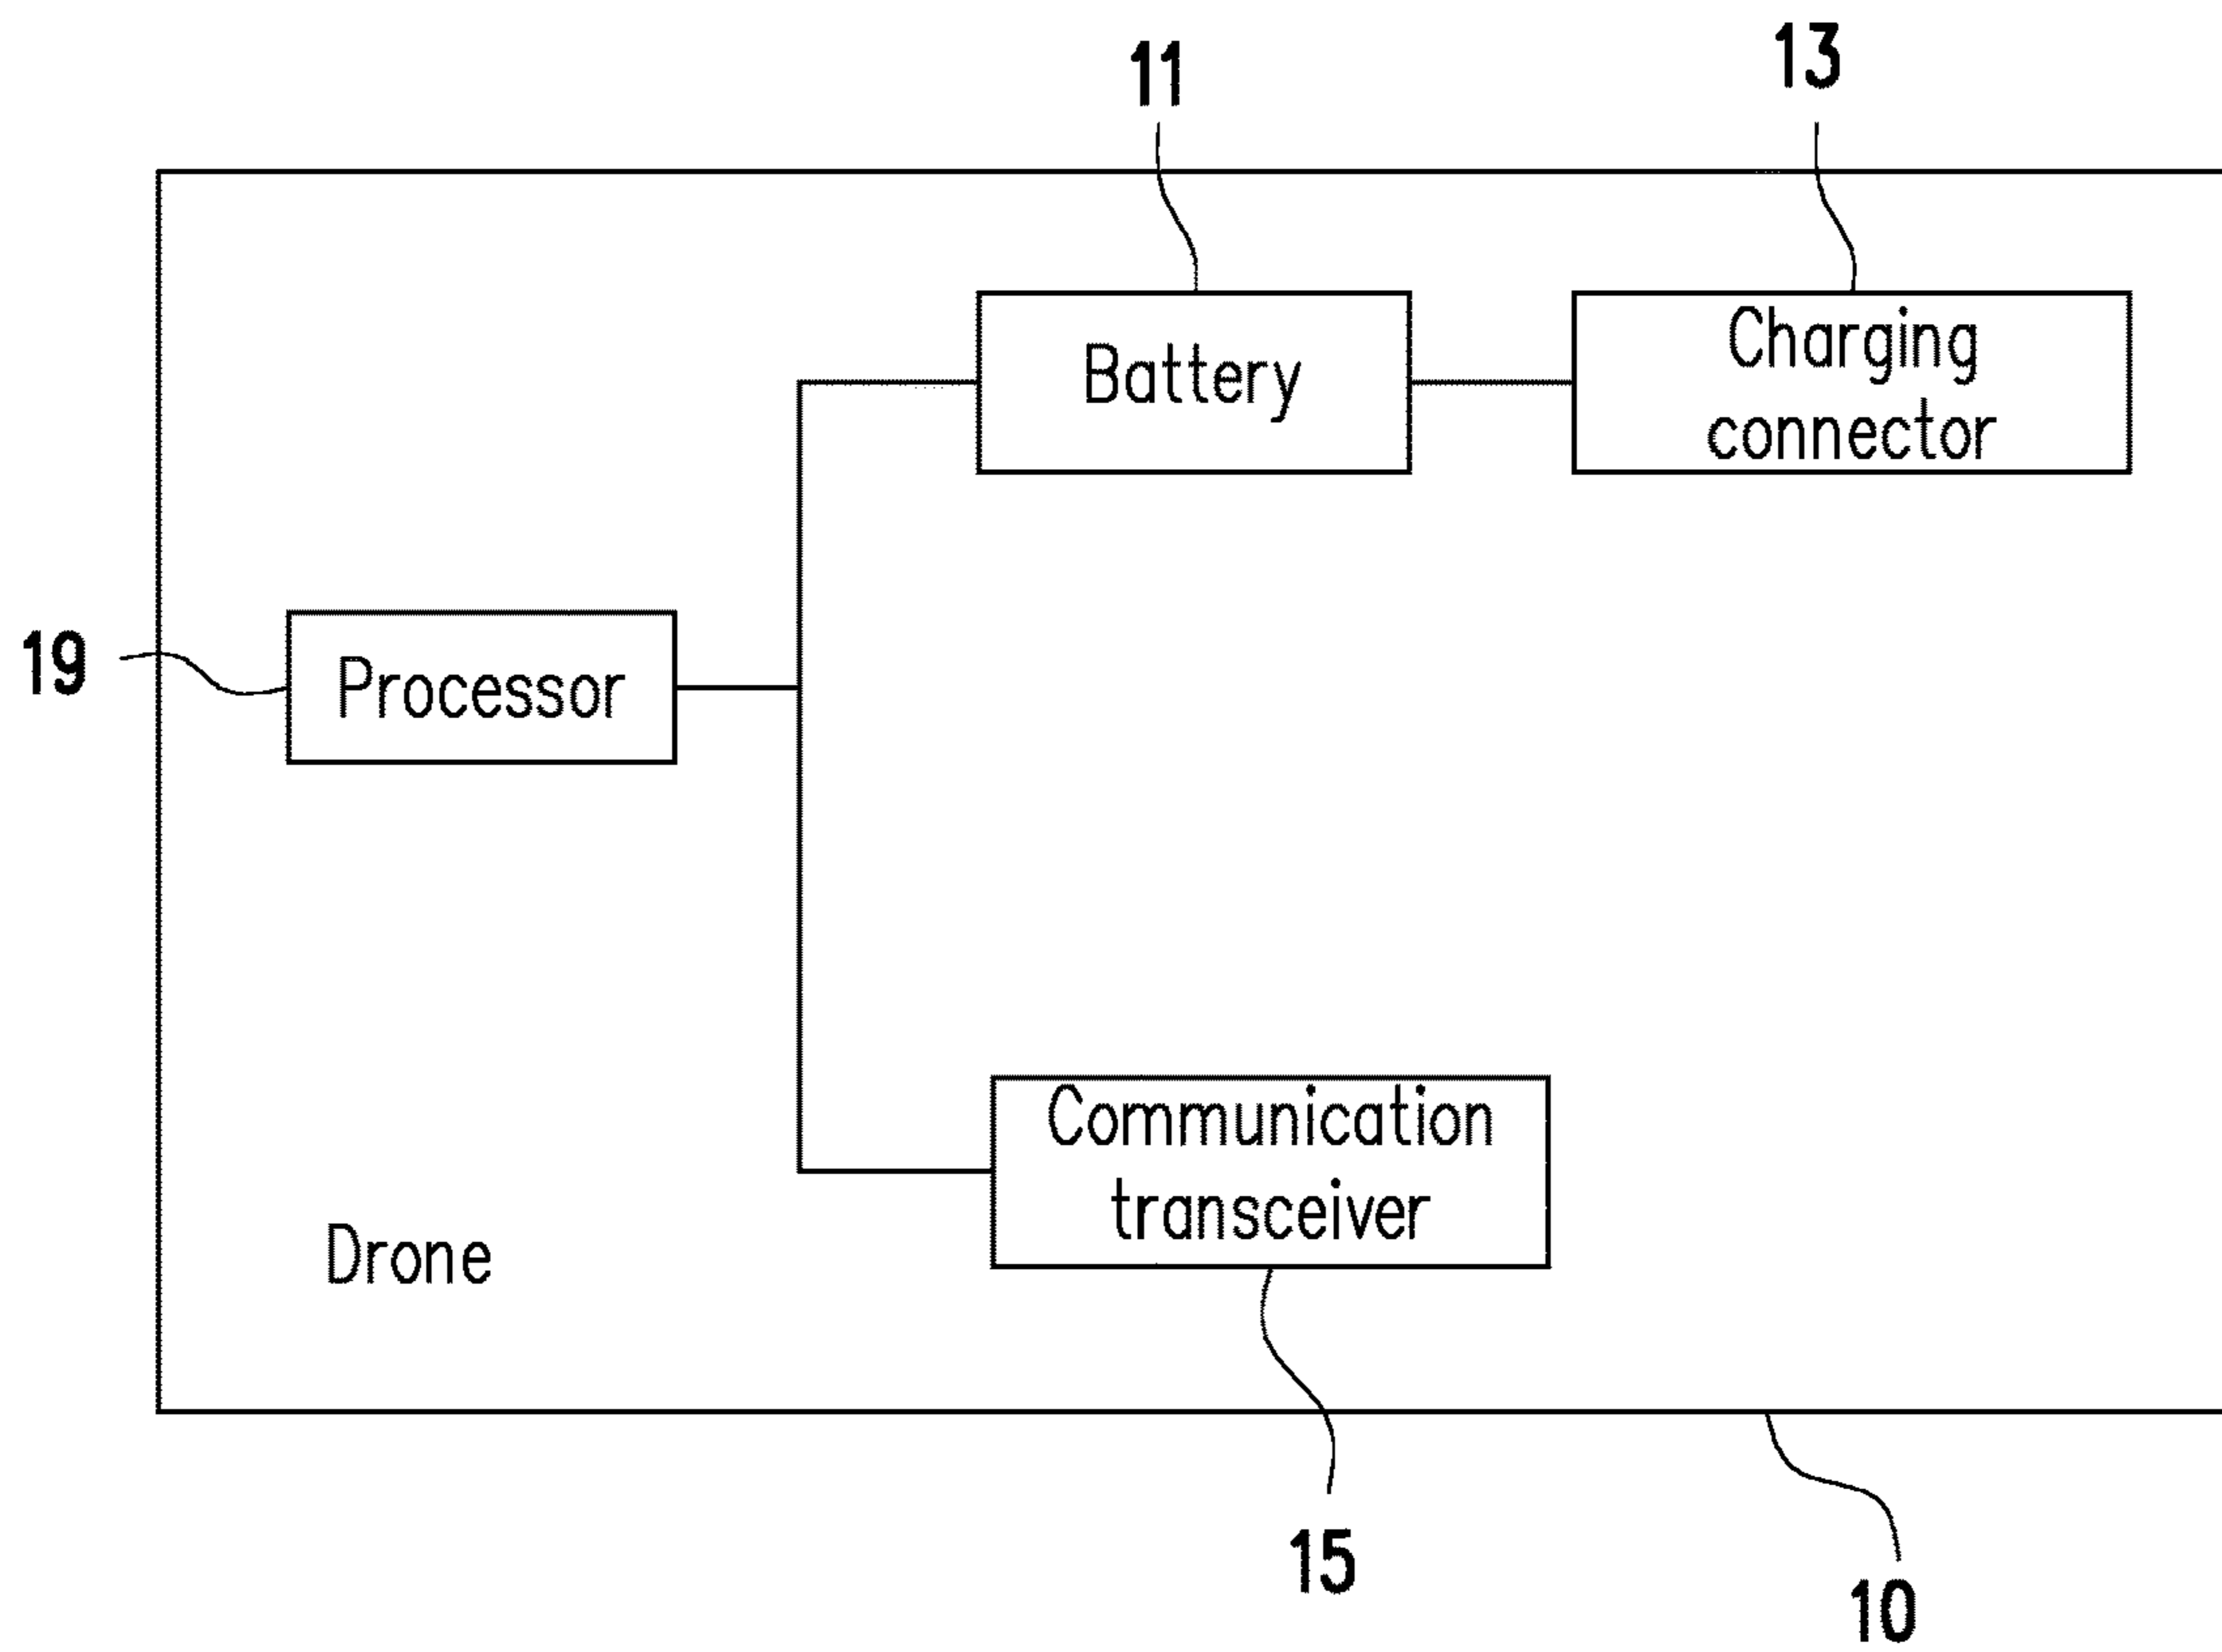 11
13
Battery
Charging
connector
19
Processor
Communication
transceiver
Drone
15
10